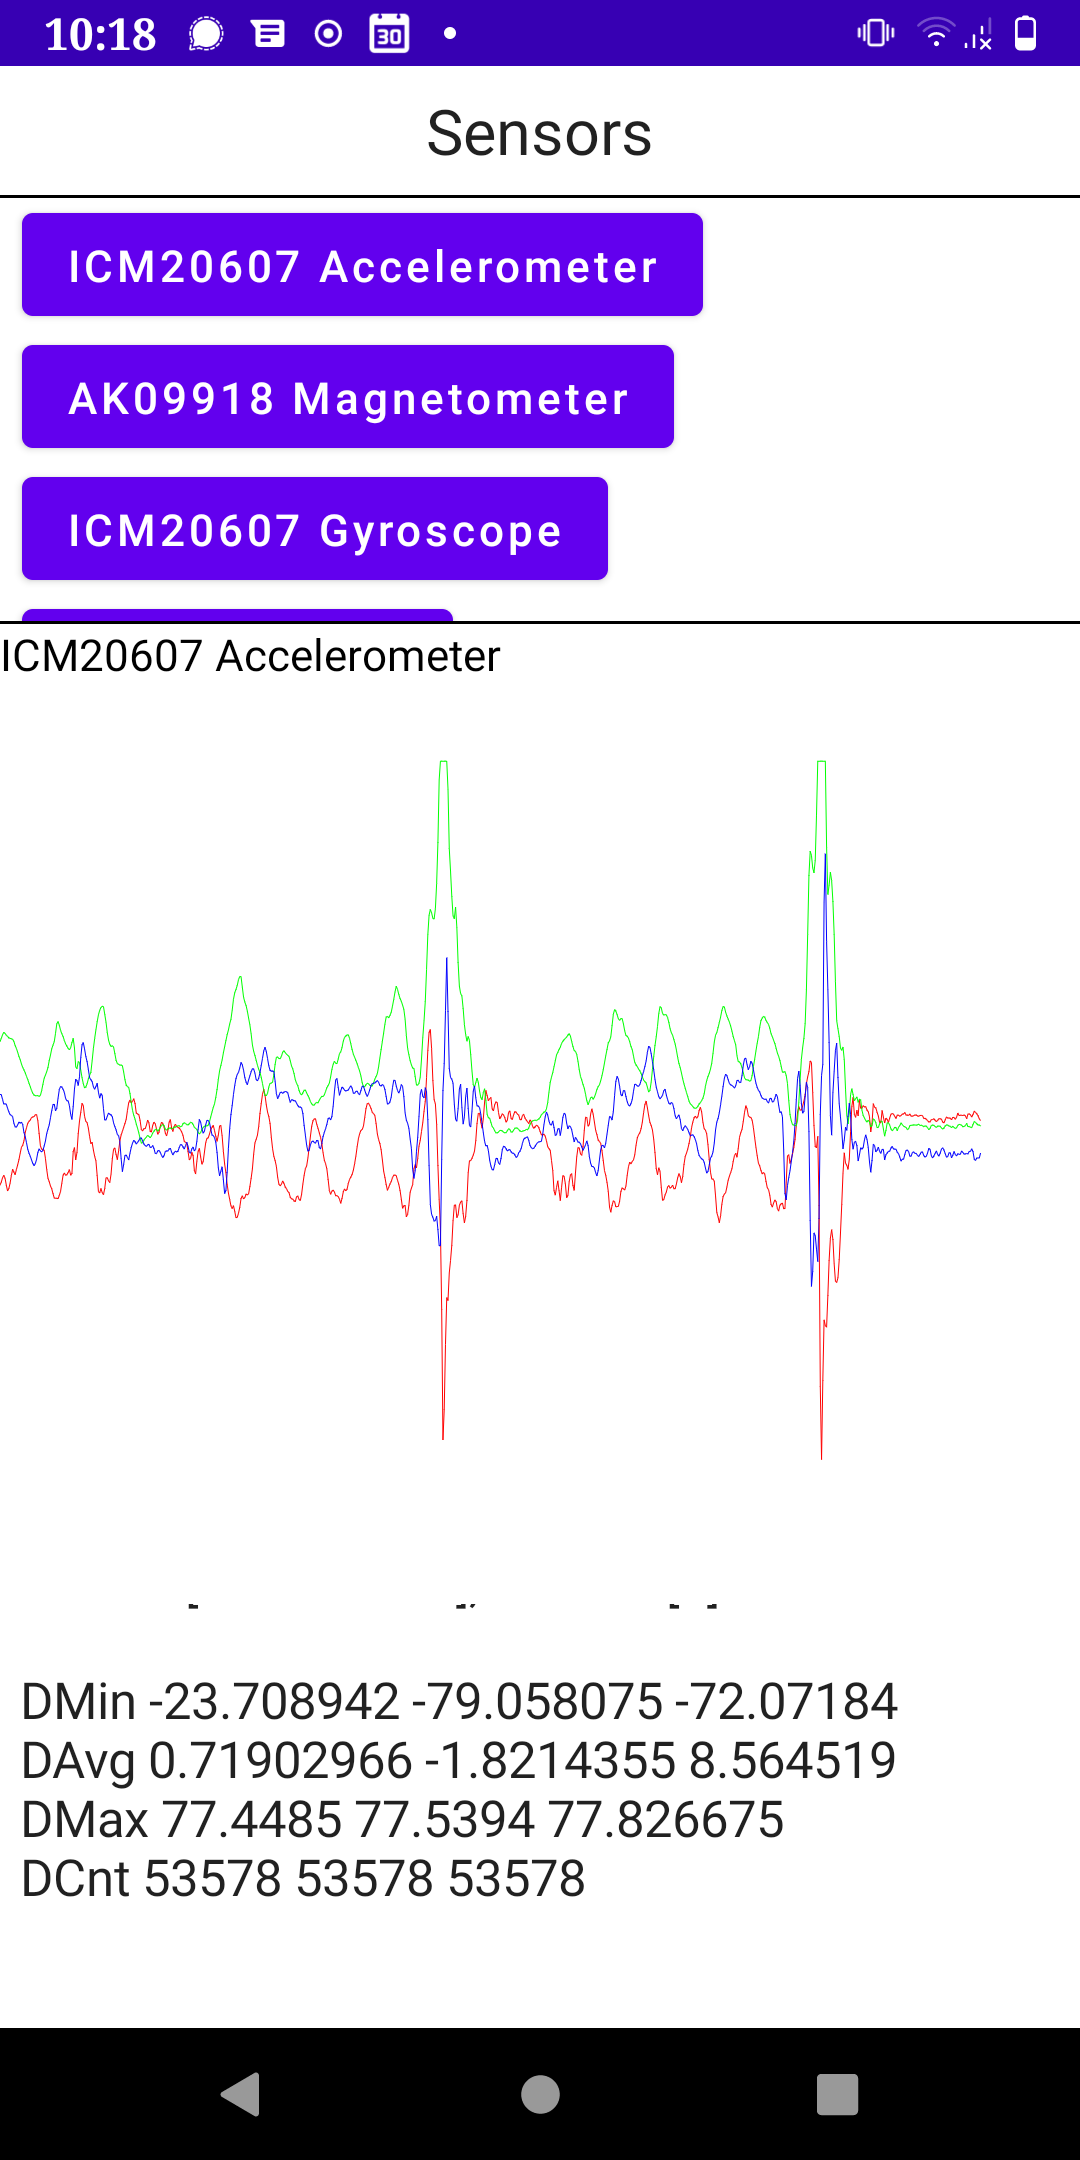 10:18
30
Sensors
ICM20607 Accelerometer
AK09918 Magnetometer
ICM20607 Gyroscope
ICM20607 Accelerometer
DMin -23.708942 -79.058075 -72.07184
DAvg 0.71902966 -1.8214355 8.564519
DMax 77.4485 77.5394 77.826675
DCnt 53578 53578 53578